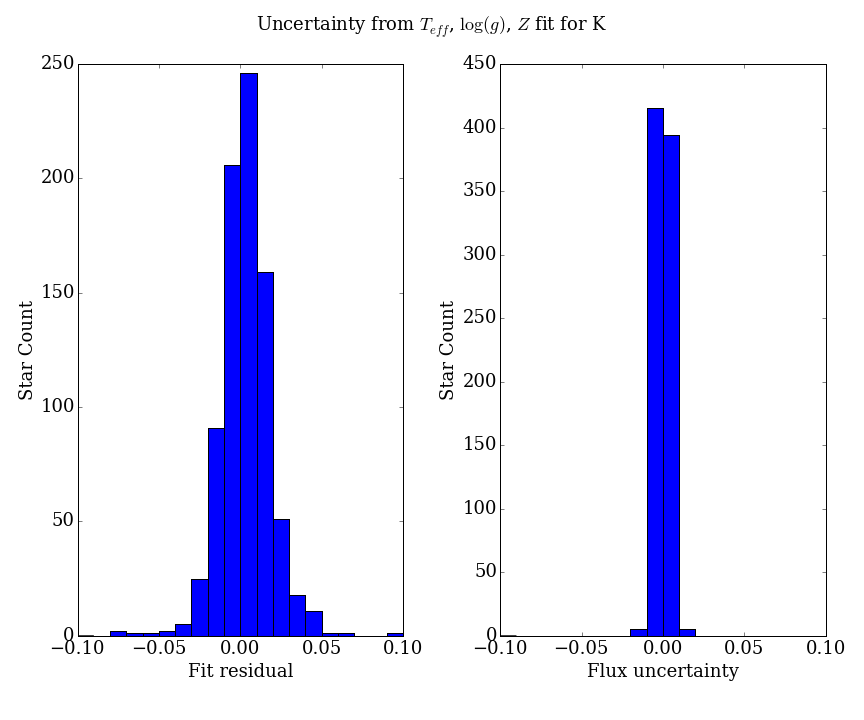 Uncertainty from T_eff, log(g), Z fit for K
250
200
150
100
50
0
Star Count
−0.10 −0.05 0.00 0.05 0.10
Fit residual
450
400
350
300
250
200
150
100
50
0
Star Count
−0.10 −0.05 0.00 0.05 0.10
Flux uncertainty